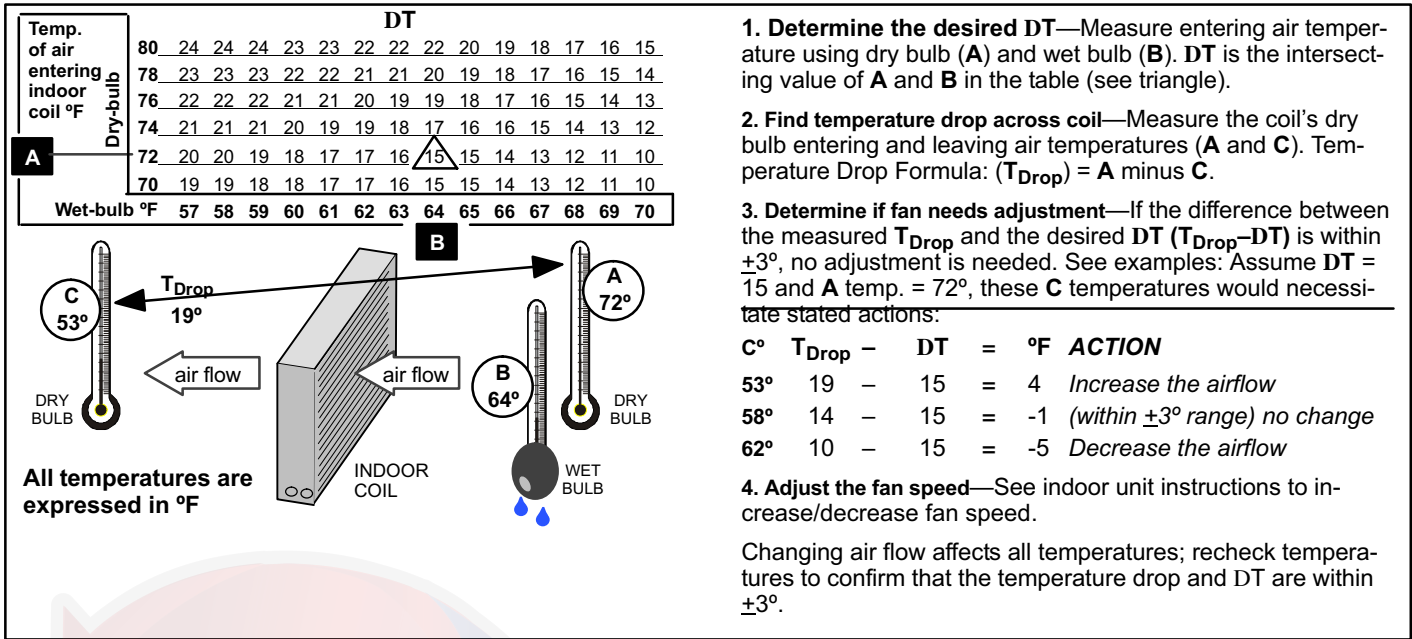 DT
Temp.
of air
entering
indoor
coil ºF
Dry-bulb
80 24 24 24 23 23 22 22 22 20 19 18 17 16 15
78 23 23 23 22 22 21 21 20 19 18 17 16 15 14
76 22 22 22 21 21 20 19 19 18 17 16 15 14 13
74 21 21 21 20 19 19 18 17 16 16 15 14 13 12
A
72 20 20 19 18 17 17 16 15 15 14 13 12 11 10
70 19 19 18 18 17 17 16 15 15 14 13 12 11 10
Wet-bulb ºF 57 58 59 60 61 62 63 64 65 66 67 68 69 70
B
C
53º
TDrop
19º
A
72º
air flow
air flow
B
64º
DRY
BULB
DRY
BULB
INDOOR
COIL
WET
BULB
All temperatures are
expressed in ºF
1. Determine the desired DT—Measure entering air temper-
ature using dry bulb (A) and wet bulb (B). DT is the intersect-
ing value of A and B in the table (see triangle).
2. Find temperature drop across coil—Measure the coil’s dry
bulb entering and leaving air temperatures (A and C). Tem-
perature Drop Formula: (TDrop) = A minus C.
3. Determine if fan needs adjustment—If the difference between
the measured TDrop and the desired DT (TDrop–DT) is within
±3º, no adjustment is needed. See examples: Assume DT =
15 and A temp. = 72º, these C temperatures would necessi-
tate stated actions:
Cº TDrop – DT = ºF ACTION
53º 19 – 15 = 4 Increase the airflow
58º 14 – 15 = -1 (within ±3º range) no change
62º 10 – 15 = -5 Decrease the airflow
4. Adjust the fan speed—See indoor unit instructions to in-
crease/decrease fan speed.
Changing air flow affects all temperatures; recheck tempera-
tures to confirm that the temperature drop and DT are within
±3º.